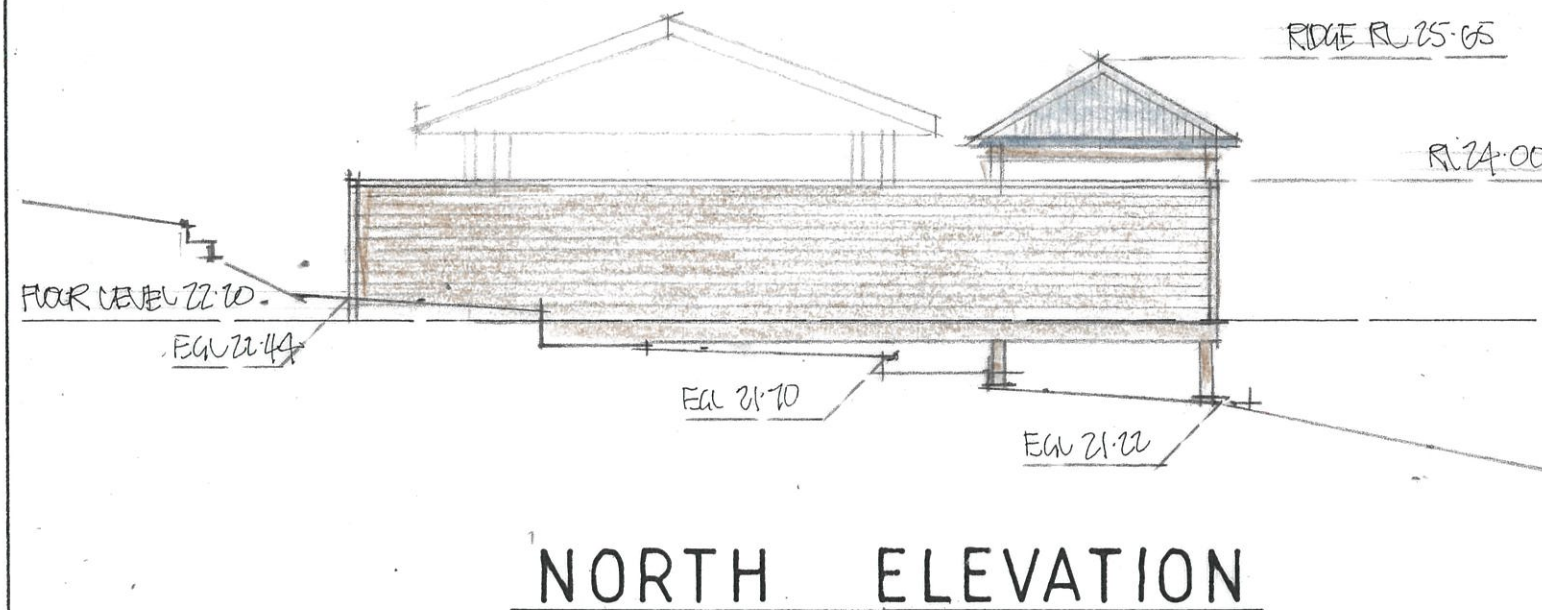 RIDGE RL 25.65
RL 24.00
FLOOR LEVEL 22.20
EGL 22.44
EGL 21.70
EGL 21.22
NORTH ELEVATION